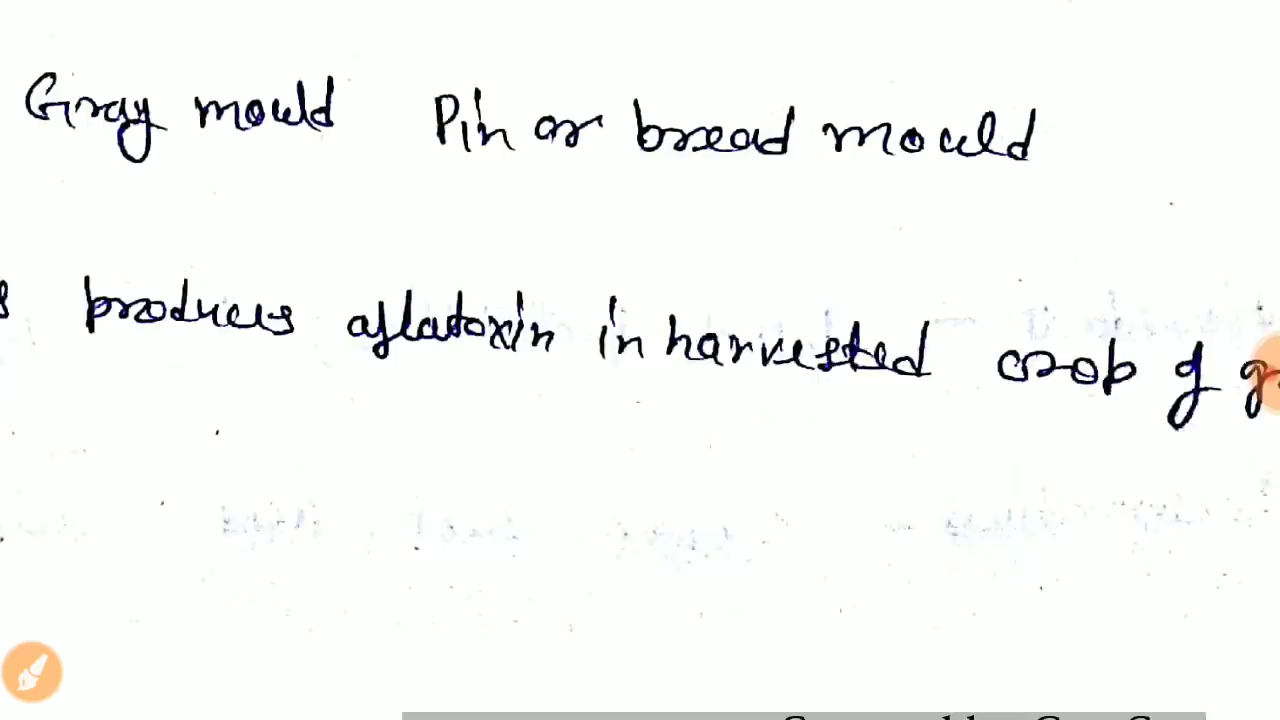 Gray mould Pin or bread mould
produces aflatoxin in harvested crop of